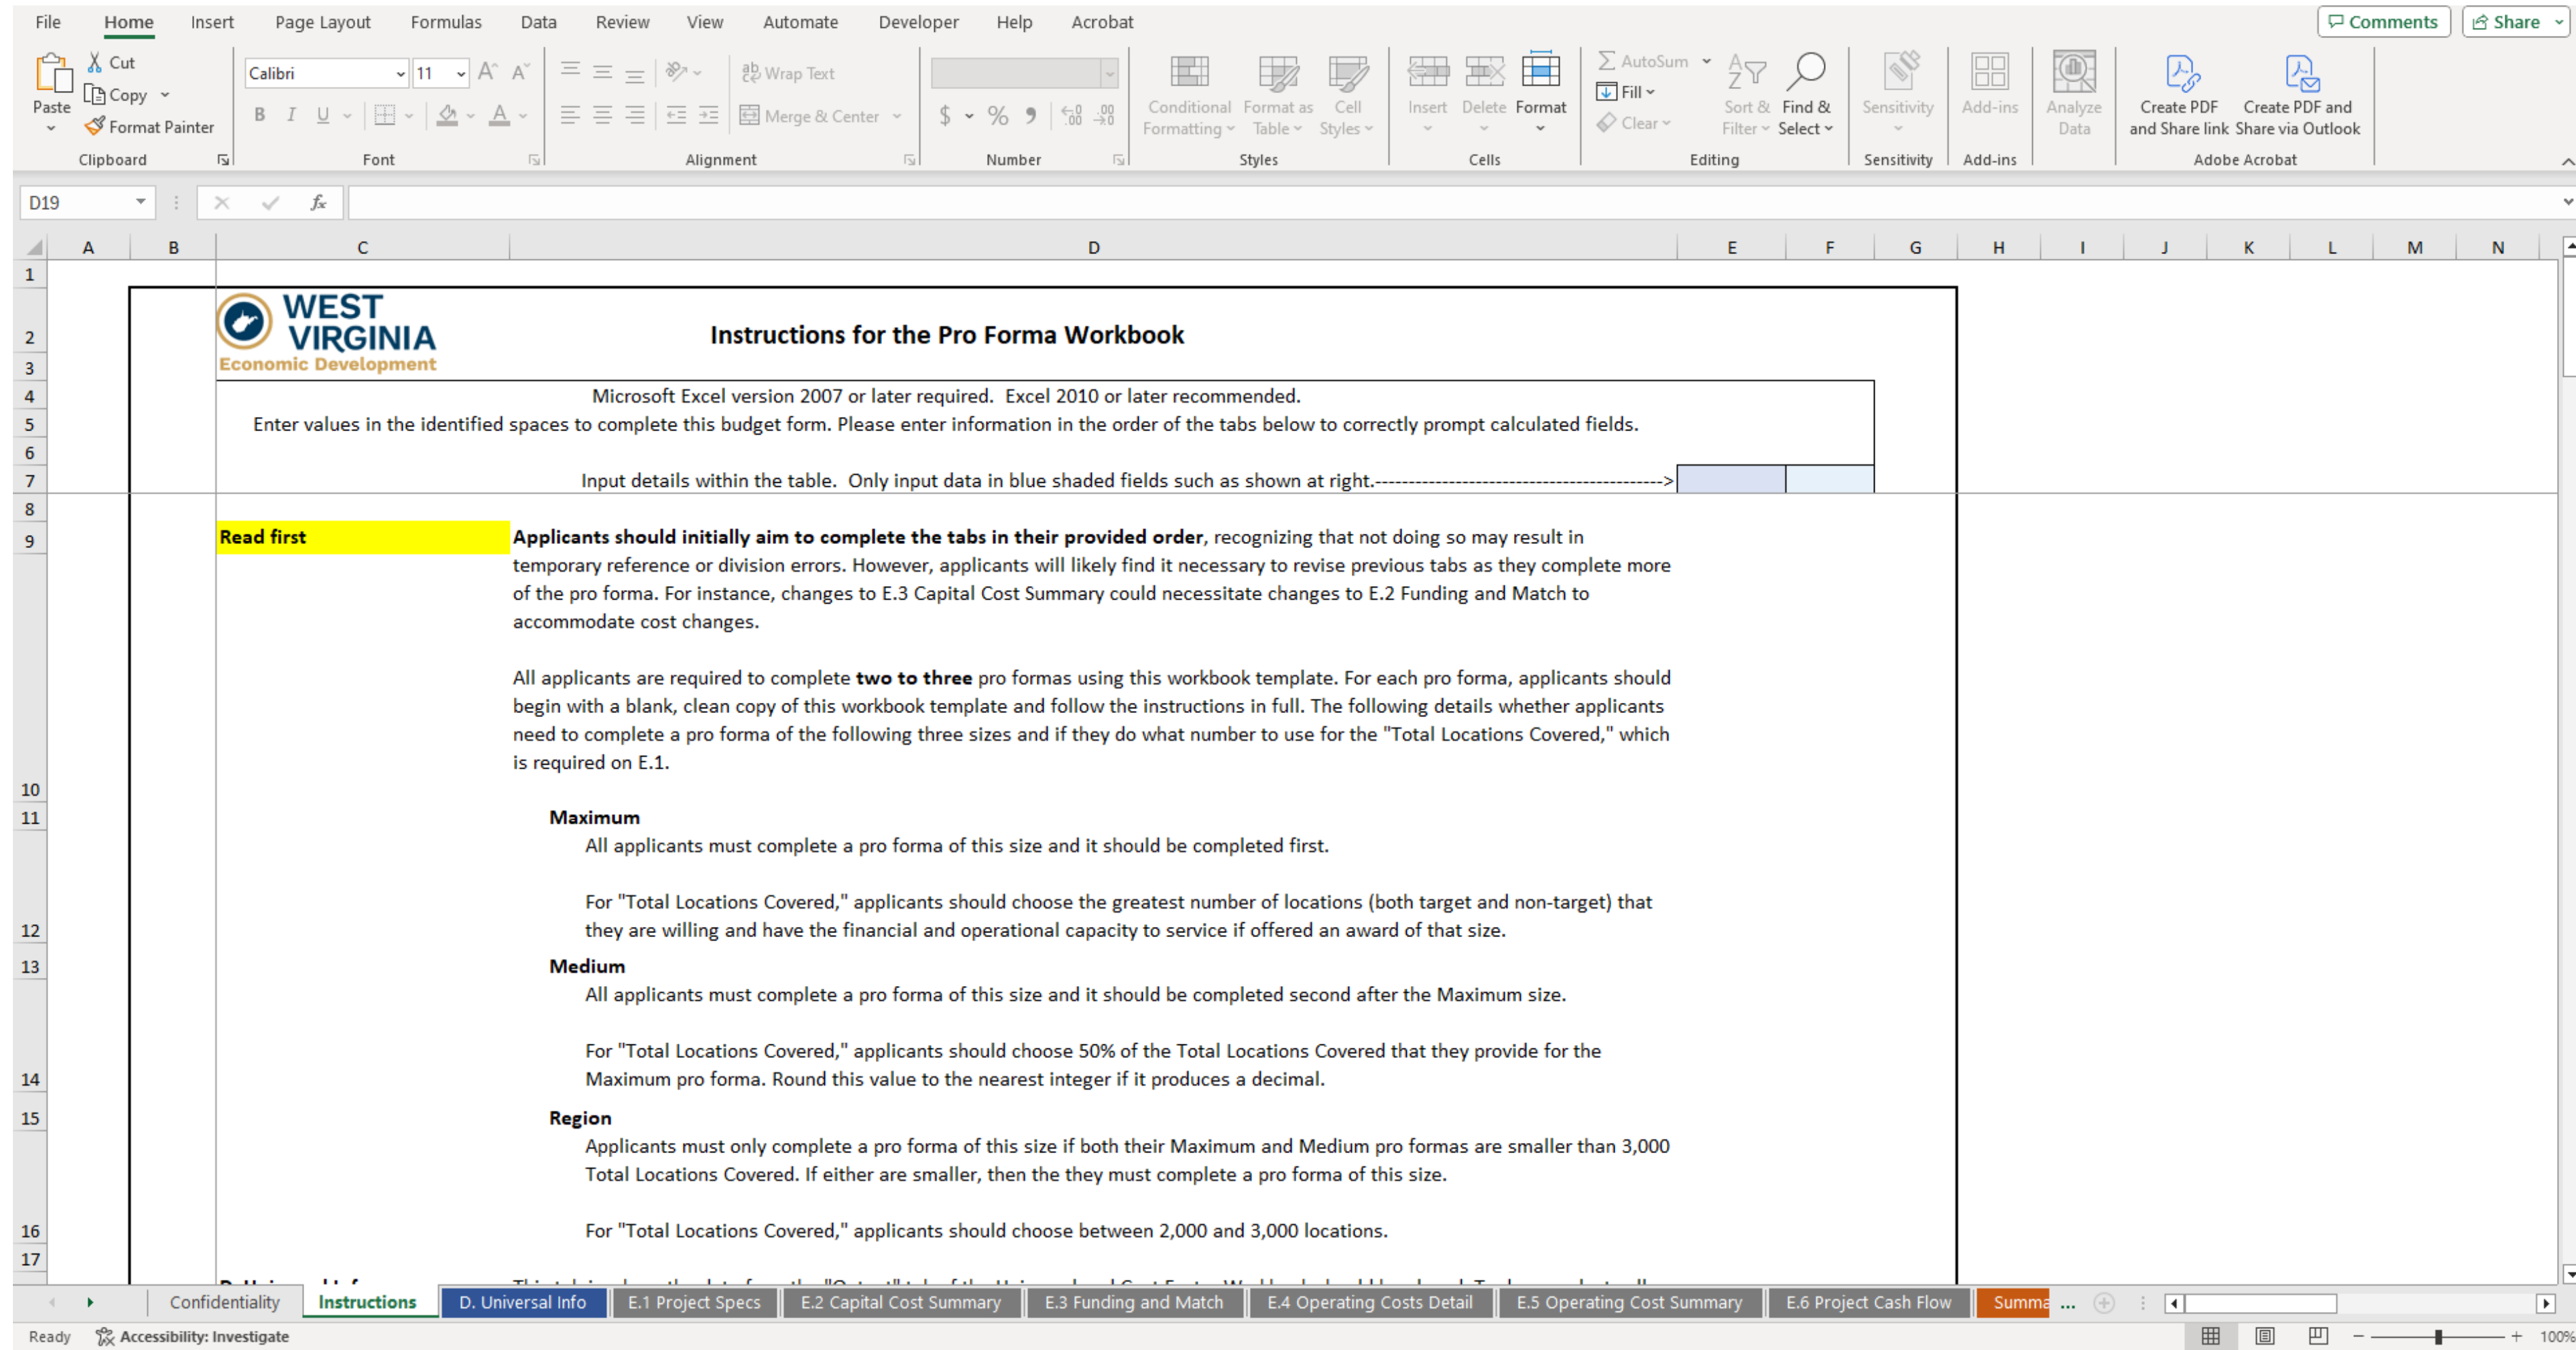 File Home Insert Page Layout Formulas Data Review View Automate Developer Help Acrobat Comments Share
Paste
Cut
Copy
Format Painter
Clipboard
Calibri 11 A^ A˅
B I U A
Font
ab Wrap Text
Merge & Center
Alignment
$ % 9
Number
Conditional Formatting
Format as Table
Cell Styles
Styles
Insert Delete Format
Cells
AutoSum
Fill
Clear
Sort & Filter
Find & Select
Editing
Sensitivity
Sensitivity
Add-ins
Add-ins
Analyze Data
Create PDF and Share link
Create PDF and Share via Outlook
Adobe Acrobat
D19 fx
A B C D E F G H I J K L M N
1
2
3
4
5
6
7
8
9
10
11
12
13
14
15
16
17
WEST
VIRGINIA
Economic Development
Instructions for the Pro Forma Workbook
Microsoft Excel version 2007 or later required. Excel 2010 or later recommended.
Enter values in the identified spaces to complete this budget form. Please enter information in the order of the tabs below to correctly prompt calculated fields.
Input details within the table. Only input data in blue shaded fields such as shown at right.------------------------------------------->
Read first
Applicants should initially aim to complete the tabs in their provided order, recognizing that not doing so may result in
temporary reference or division errors. However, applicants will likely find it necessary to revise previous tabs as they complete more
of the pro forma. For instance, changes to E.3 Capital Cost Summary could necessitate changes to E.2 Funding and Match to
accommodate cost changes.
All applicants are required to complete two to three pro formas using this workbook template. For each pro forma, applicants should
begin with a blank, clean copy of this workbook template and follow the instructions in full. The following details whether applicants
need to complete a pro forma of the following three sizes and if they do what number to use for the "Total Locations Covered," which
is required on E.1.
Maximum
All applicants must complete a pro forma of this size and it should be completed first.
For "Total Locations Covered," applicants should choose the greatest number of locations (both target and non-target) that
they are willing and have the financial and operational capacity to service if offered an award of that size.
Medium
All applicants must complete a pro forma of this size and it should be completed second after the Maximum size.
For "Total Locations Covered," applicants should choose 50% of the Total Locations Covered that they provide for the
Maximum pro forma. Round this value to the nearest integer if it produces a decimal.
Region
Applicants must only complete a pro forma of this size if both their Maximum and Medium pro formas are smaller than 3,000
Total Locations Covered. If either are smaller, then the they must complete a pro forma of this size.
For "Total Locations Covered," applicants should choose between 2,000 and 3,000 locations.
Confidentiality Instructions D. Universal Info E.1 Project Specs E.2 Capital Cost Summary E.3 Funding and Match E.4 Operating Costs Detail E.5 Operating Cost Summary E.6 Project Cash Flow Summa ...
Ready Accessibility: Investigate 100%